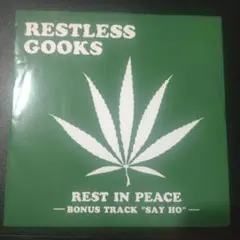 RESTLESS
GOOKS
REST IN PEACE
— BONUS TRACK "SAY HO" —